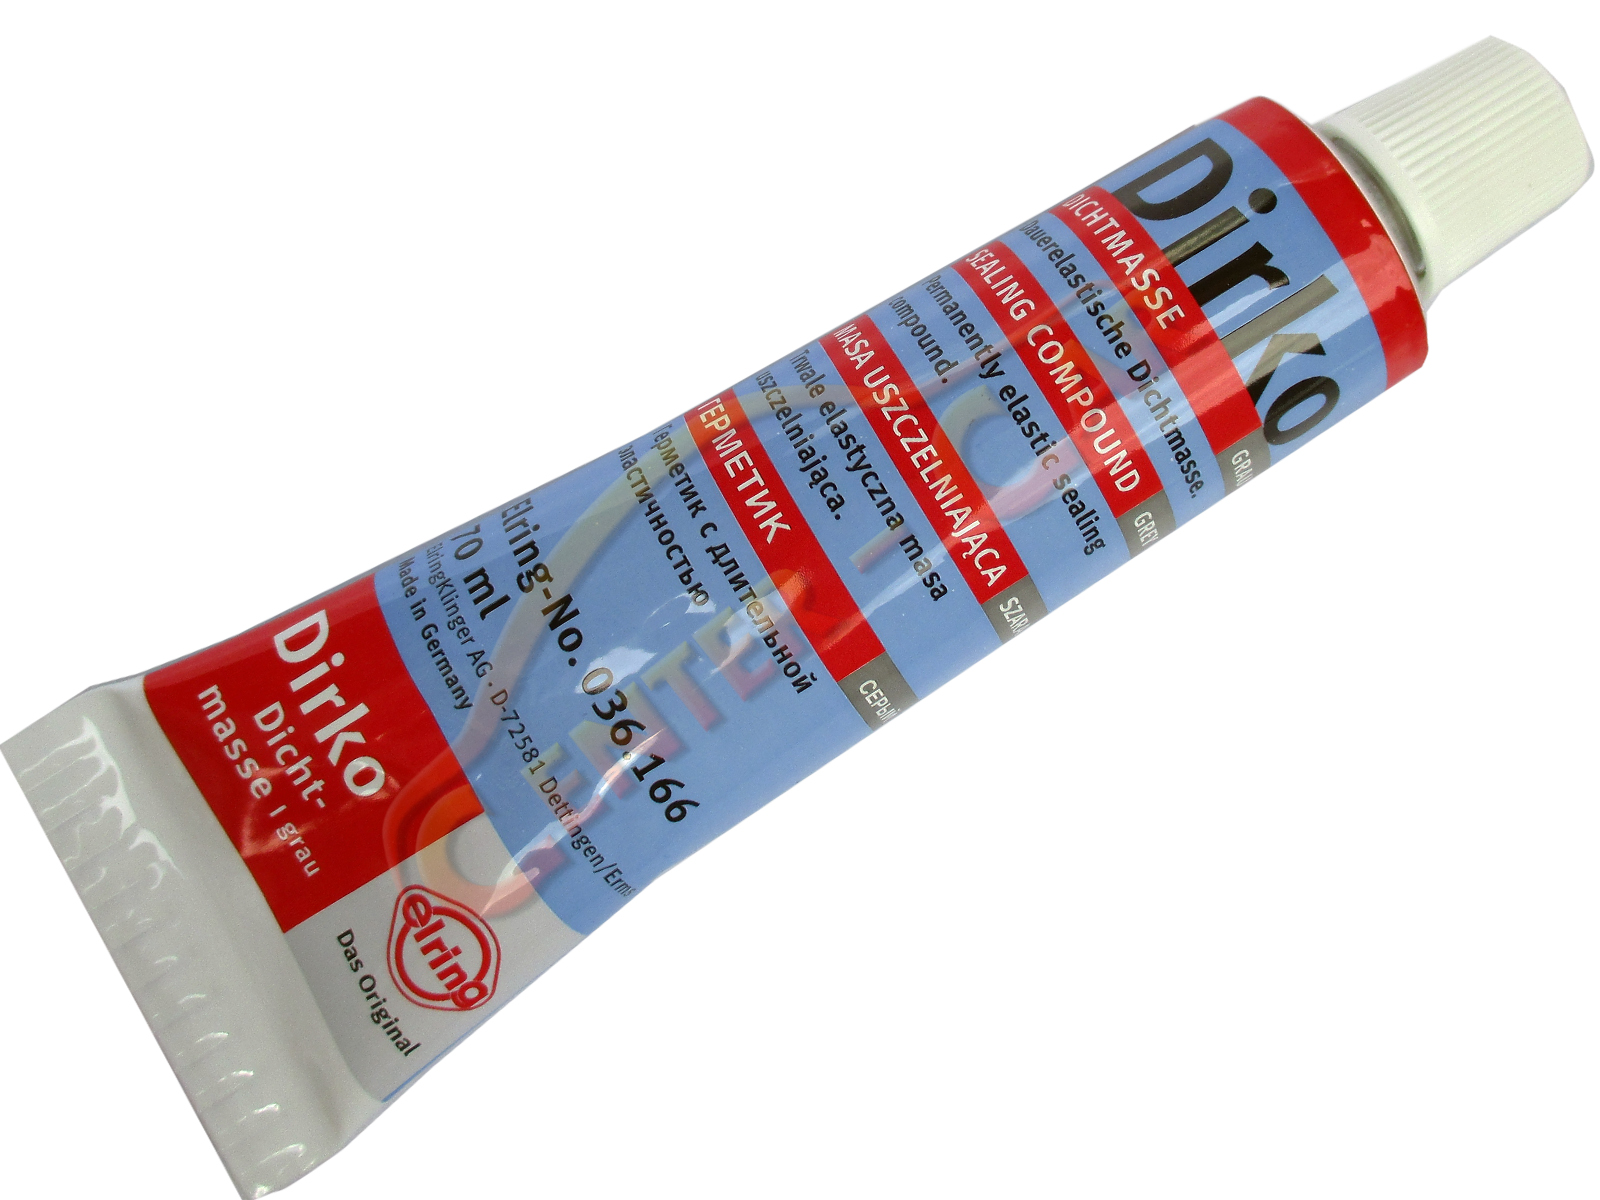 Dirko
DICHTMASSE
GRAU
Dauerelastische Dichtmasse.
SEALING COMPOUND
GREY
Permanently elastic sealing
compound.
MASA USZCZELNIAJĄCA
SZARA
Trwale elastyczna masa
uszczelniająca.
ГЕРМЕТИК
СЕРЫЙ
Герметик с длительной
пластичностью
Elring-No. 036.166
70 ml
ElringKlinger AG · D-72581 Dettingen/Erms
Made in Germany
Dirko
Dicht-
masse | grau
elring
Das Original